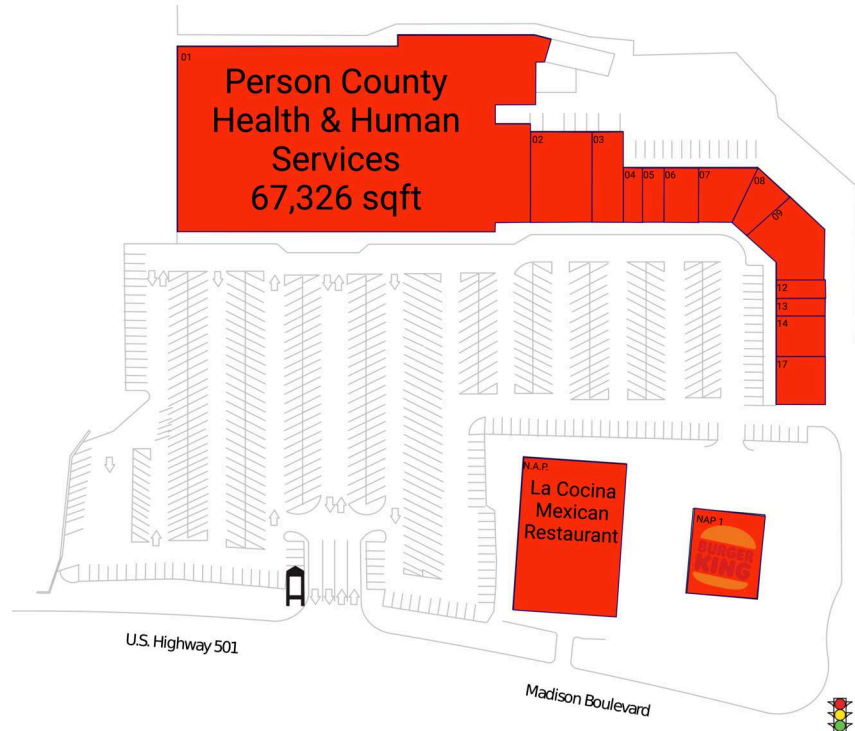 01
Person County
Health & Human
Services
67,326 sqft
02
03
04
05
06
07
08
09
12
13
14
17
N.A.P.
La Cocina
Mexican
Restaurant
NAP 1
BURGER
KING
U.S. Highway 501
Madison Boulevard